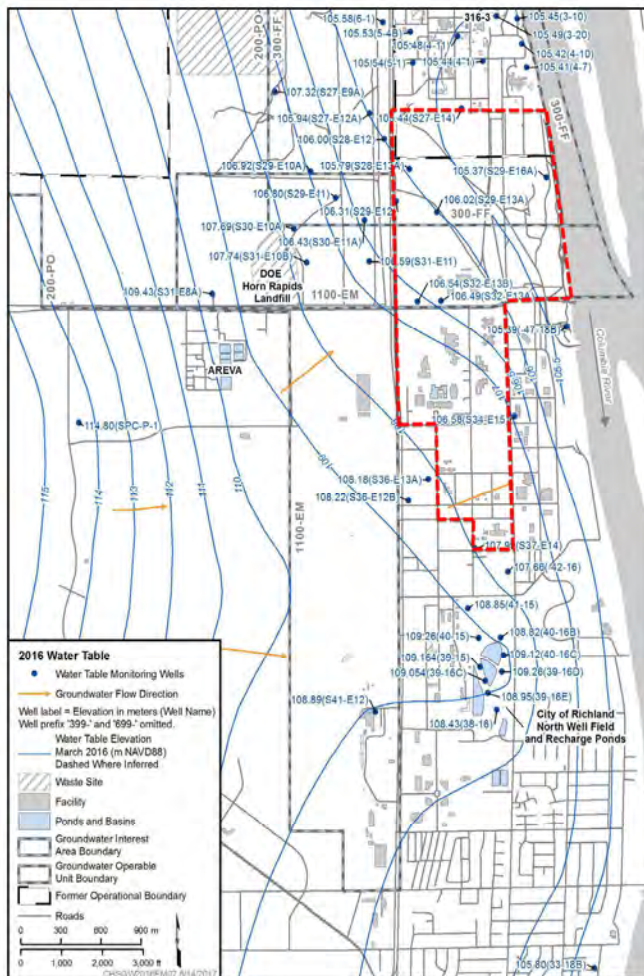 105.58(6-1)
316-3
105.45(3-10)
105.53(5-4B)
105.49(3-20)
105.48(4-11)
105.42(4-10)
105.54(5-1)
105.44(4-1)
105.41(4-7)
200-PO
300-FF
300-FF
107.32(S27-E9A)
105.94(S27-E12A)
105.44(S27-E14)
106.00(S28-E12
106.92(S29-E10A)
105.79(S28-E13A)
105.37(S29-E16A)
106.80(S29-E11)
106.02(S29-E13A)
106.31(S29-E12)
300-FF
107.69(S30-E10A)
106.43(S30-E11A)
107.74(S31-E10B)
106.59(S31-E11)
DOE
Horn Rapids
Landfill
1100-EM
106.54(S32-E13B)
106.49(S32-E13A)
109.43(S31-E8A)
200-PO
105.39(-47-18B)
Columbia River
AREVA
105.5
107
106.58(S34-E15)
114.80(SPC-P-1)
109
108.18(S36-E13A)
108.22(S36-E12B)
115
114
113
112
111
110
1100-EM
(S37-E14)
107.66(-42-16)
108.85(41-15)
109.26(40-15)
108.82(40-16B)
109.12(40-16C)
109.164(39-15)
109.26(39-16D)
109.054(39-16C)
108.95(39-16E)
108.89(S41-E12)
108.43(38-16)
City of Richland
North Well Field
and Recharge Ponds
2016 Water Table
Water Table Monitoring Wells
Groundwater Flow Direction
Well label = Elevation in meters (Well Name)
Well prefix '399-' and '699-' omitted.
Water Table Elevation
March 2016 (m NAVD88)
Dashed Where Inferred
Waste Site
Facility
Ponds and Basins
Groundwater Interest
Area Boundary
Groundwater Operable
Unit Boundary
Former Operational Boundary
Roads
0 300 600 900 m
0 1,000 2,000 3,000 ft
105.80(33-18B)